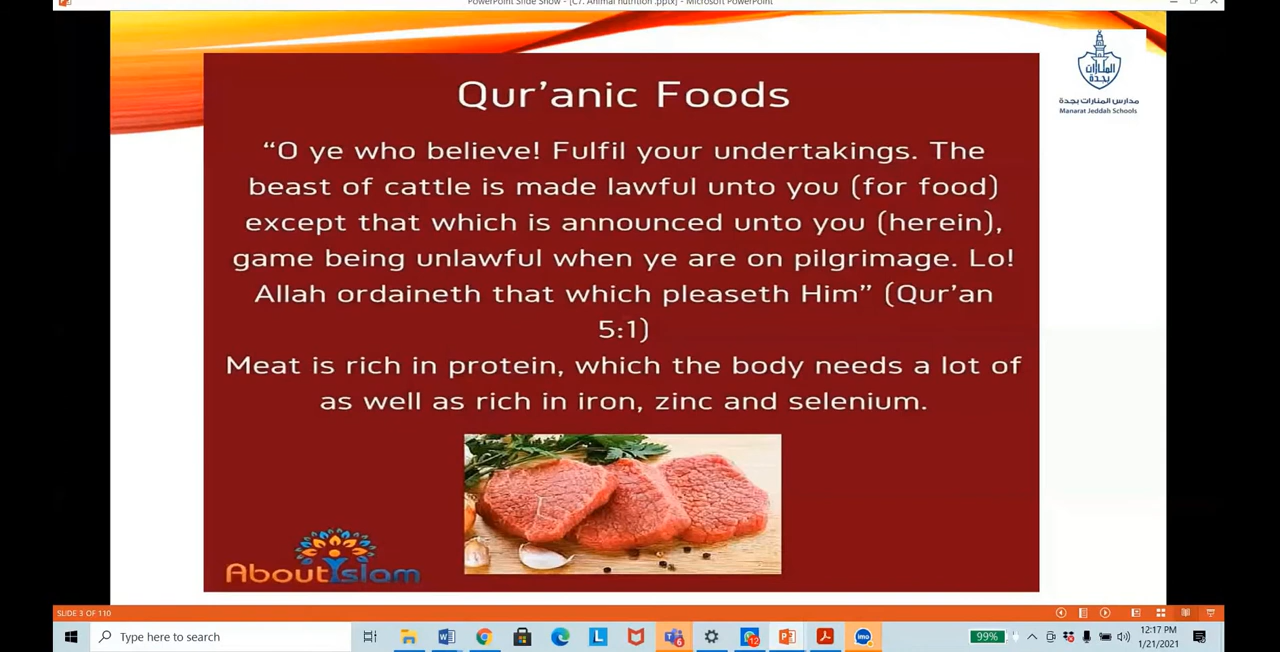 PowerPoint Slide Show - [C7. Animal nutrition .pptx] - Microsoft PowerPoint
المنارات
بجدة
مدارس المنارات بجدة
Manarat Jeddah Schools
Qur’anic Foods
“O ye who believe! Fulfil your undertakings. The
beast of cattle is made lawful unto you (for food)
except that which is announced unto you (herein),
game being unlawful when ye are on pilgrimage. Lo!
Allah ordaineth that which pleaseth Him” (Qur’an
5:1)
Meat is rich in protein, which the body needs a lot of
as well as rich in iron, zinc and selenium.
AboutIslam
SLIDE 3 OF 110
Type here to search
L
6
12
imo
99%
12:17 PM
1/21/2021